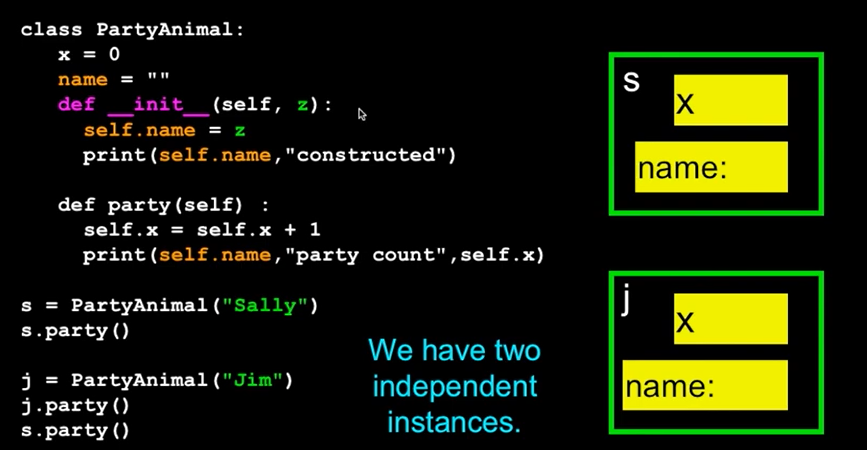 class PartyAnimal:
   x = 0
   name = ""
   def __init__(self, z):
     self.name = z
     print(self.name,"constructed")

   def party(self) :
     self.x = self.x + 1
     print(self.name,"party count",self.x)

s = PartyAnimal("Sally")
s.party()

j = PartyAnimal("Jim")
j.party()
s.party()
We have two
independent
instances.
s
x
name:
j
x
name: